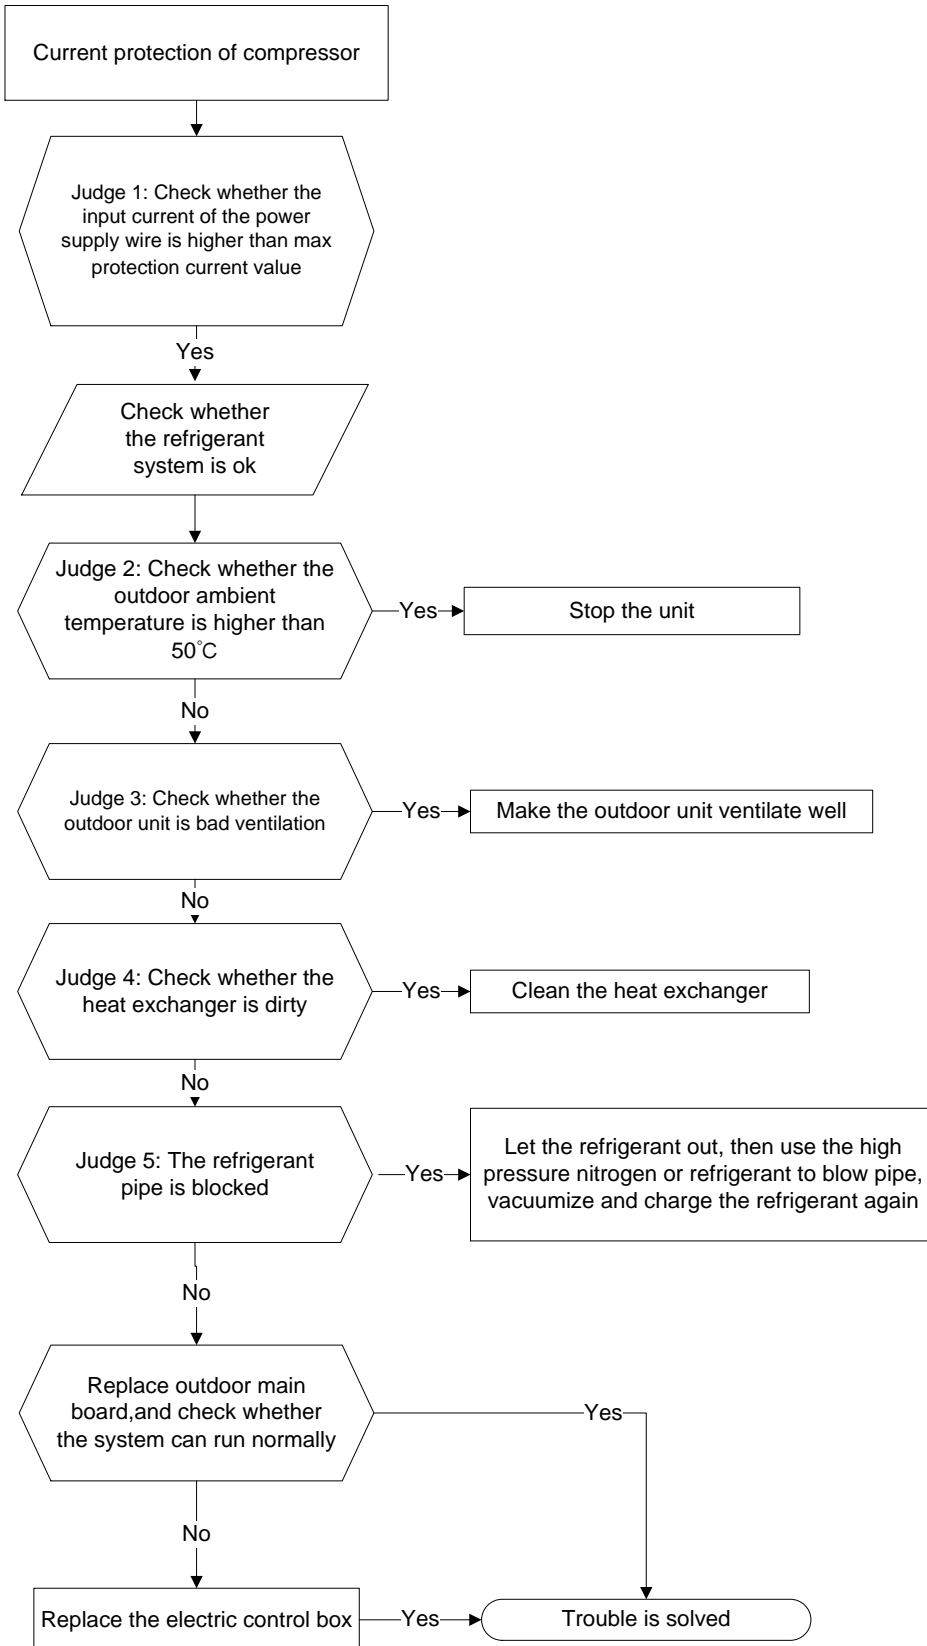 Current protection of compressor
Judge 1: Check whether the
input current of the power
supply wire is higher than max
protection current value
Yes
Check whether
the refrigerant
system is ok
Judge 2: Check whether the
outdoor ambient
temperature is higher than
50℃
Yes
Stop the unit
No
Judge 3: Check whether the
outdoor unit is bad ventilation
Yes
Make the outdoor unit ventilate well
No
Judge 4: Check whether the
heat exchanger is dirty
Yes
Clean the heat exchanger
No
Judge 5: The refrigerant
pipe is blocked
Yes
Let the refrigerant out, then use the high
pressure nitrogen or refrigerant to blow pipe,
vacuumize and charge the refrigerant again
No
Replace outdoor main
board,and check whether
the system can run normally
Yes
No
Replace the electric control box
Yes
Trouble is solved